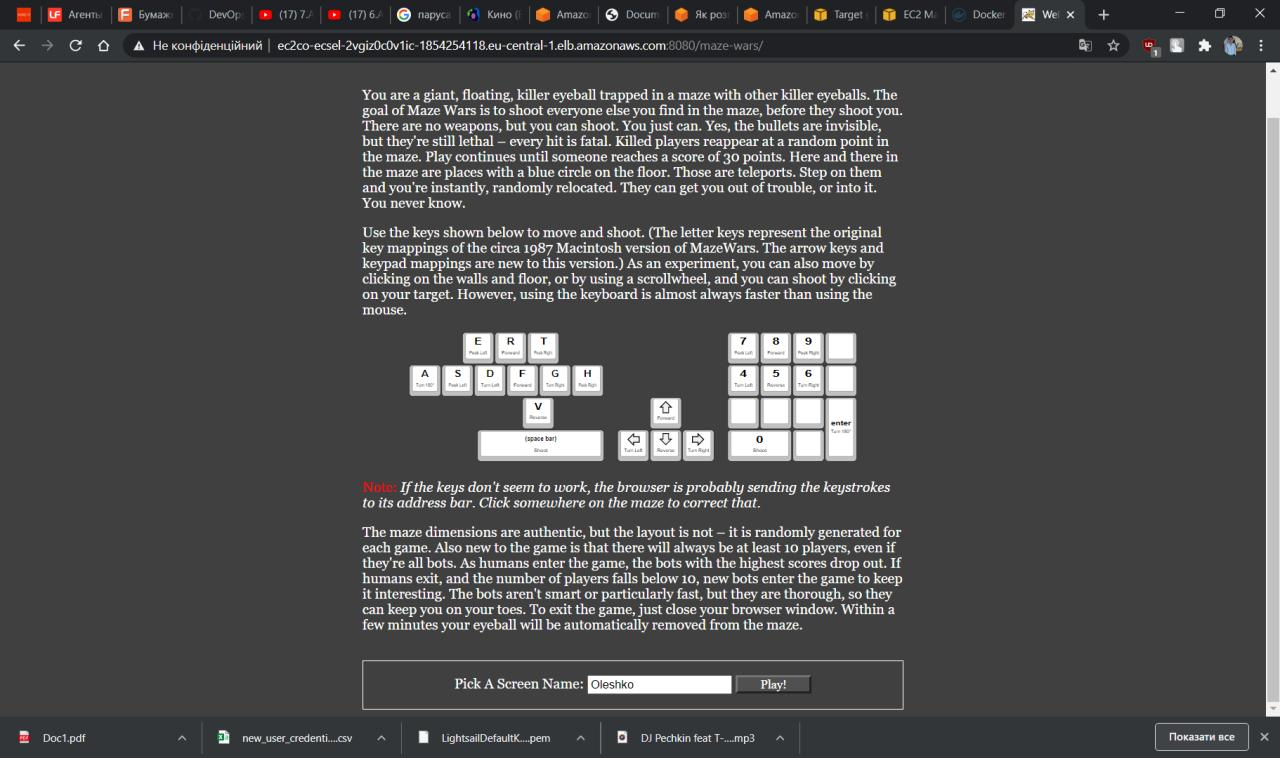 Агенты
Бумажн
DevOps
(17) 7.A
(17) 6.A
паруса
Кино (F
Amazo
Docum
Як розг
Amazo
Target g
EC2 Ma
Docker
Wel
Не конфіденційний | ec2co-ecsel-2vgiz0c0v1ic-1854254118.eu-central-1.elb.amazonaws.com:8080/maze-wars/
You are a giant, floating, killer eyeball trapped in a maze with other killer eyeballs. The
goal of Maze Wars is to shoot everyone else you find in the maze, before they shoot you.
There are no weapons, but you can shoot. You just can. Yes, the bullets are invisible,
but they're still lethal – every hit is fatal. Killed players reappear at a random point in
the maze. Play continues until someone reaches a score of 30 points. Here and there in
the maze are places with a blue circle on the floor. Those are teleports. Step on them
and you're instantly, randomly relocated. They can get you out of trouble, or into it.
You never know.
Use the keys shown below to move and shoot. (The letter keys represent the original
key mappings of the circa 1987 Macintosh version of MazeWars. The arrow keys and
keypad mappings are new to this version.) As an experiment, you can also move by
clicking on the walls and floor, or by using a scrollwheel, and you can shoot by clicking
on your target. However, using the keyboard is almost always faster than using the
mouse.
E R T 7 8 9
Peek Left Forward Peek Right Peek Left Forward Peek Right
A S D F G H 4 5 6
Turn 180° Peek Left Turn Left Forward Turn Right Peek Right Turn Left Reverse Turn Right
V
Reverse Forward
enter
Turn 180°
(space bar) 0
Shoot Turn Left Reverse Turn Right Shoot
Note: If the keys don't seem to work, the browser is probably sending the keystrokes
to its address bar. Click somewhere on the maze to correct that.
The maze dimensions are authentic, but the layout is not – it is randomly generated for
each game. Also new to the game is that there will always be at least 10 players, even if
they're all bots. As humans enter the game, the bots with the highest scores drop out. If
humans exit, and the number of players falls below 10, new bots enter the game to keep
it interesting. The bots aren't smart or particularly fast, but they are thorough, so they
can keep you on your toes. To exit the game, just close your browser window. Within a
few minutes your eyeball will be automatically removed from the maze.
Pick A Screen Name: Oleshko Play!
Doc1.pdf
new_user_credenti....csv
LightsailDefaultK....pem
DJ Pechkin feat T-....mp3
Показати все